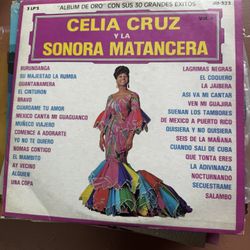 3 LPS
"ALBUM DE ORO" CON SUS 30 GRANDES EXITOS
CELIA CRUZ
Y LA
SONORA MATANCERA
BURUNDANGA
SU MAJESTAD LA RUMBA
GUANTANAMERA
EL CINTURON
BRAVO
GUARDAME TU AMOR
MEXICO CANTA MI GUAGUANCO
MUÑECO VIAJERO
COMENCE A ADORARTE
YO NO TE QUIERO
NOMAS CONTIGO
EL MAMBITO
AY VECINO
ALGUIEN
UNA COPA
LAGRIMAS NEGRAS
EL COQUERO
LA JAIBERA
ASI VA MI CANTAR
VEN MI GUAJIRA
SUENAN LOS TAMBORES
DE MEXICO A PUERTO RICO
QUISIERA Y NO QUISIERA
SEIS DE LA MAÑANA
CUANDO SALI DE CUBA
QUE TONTA ERES
LA ADIVINANZA
NOCTURNANDO
SECUESTRAME
SALAMBO